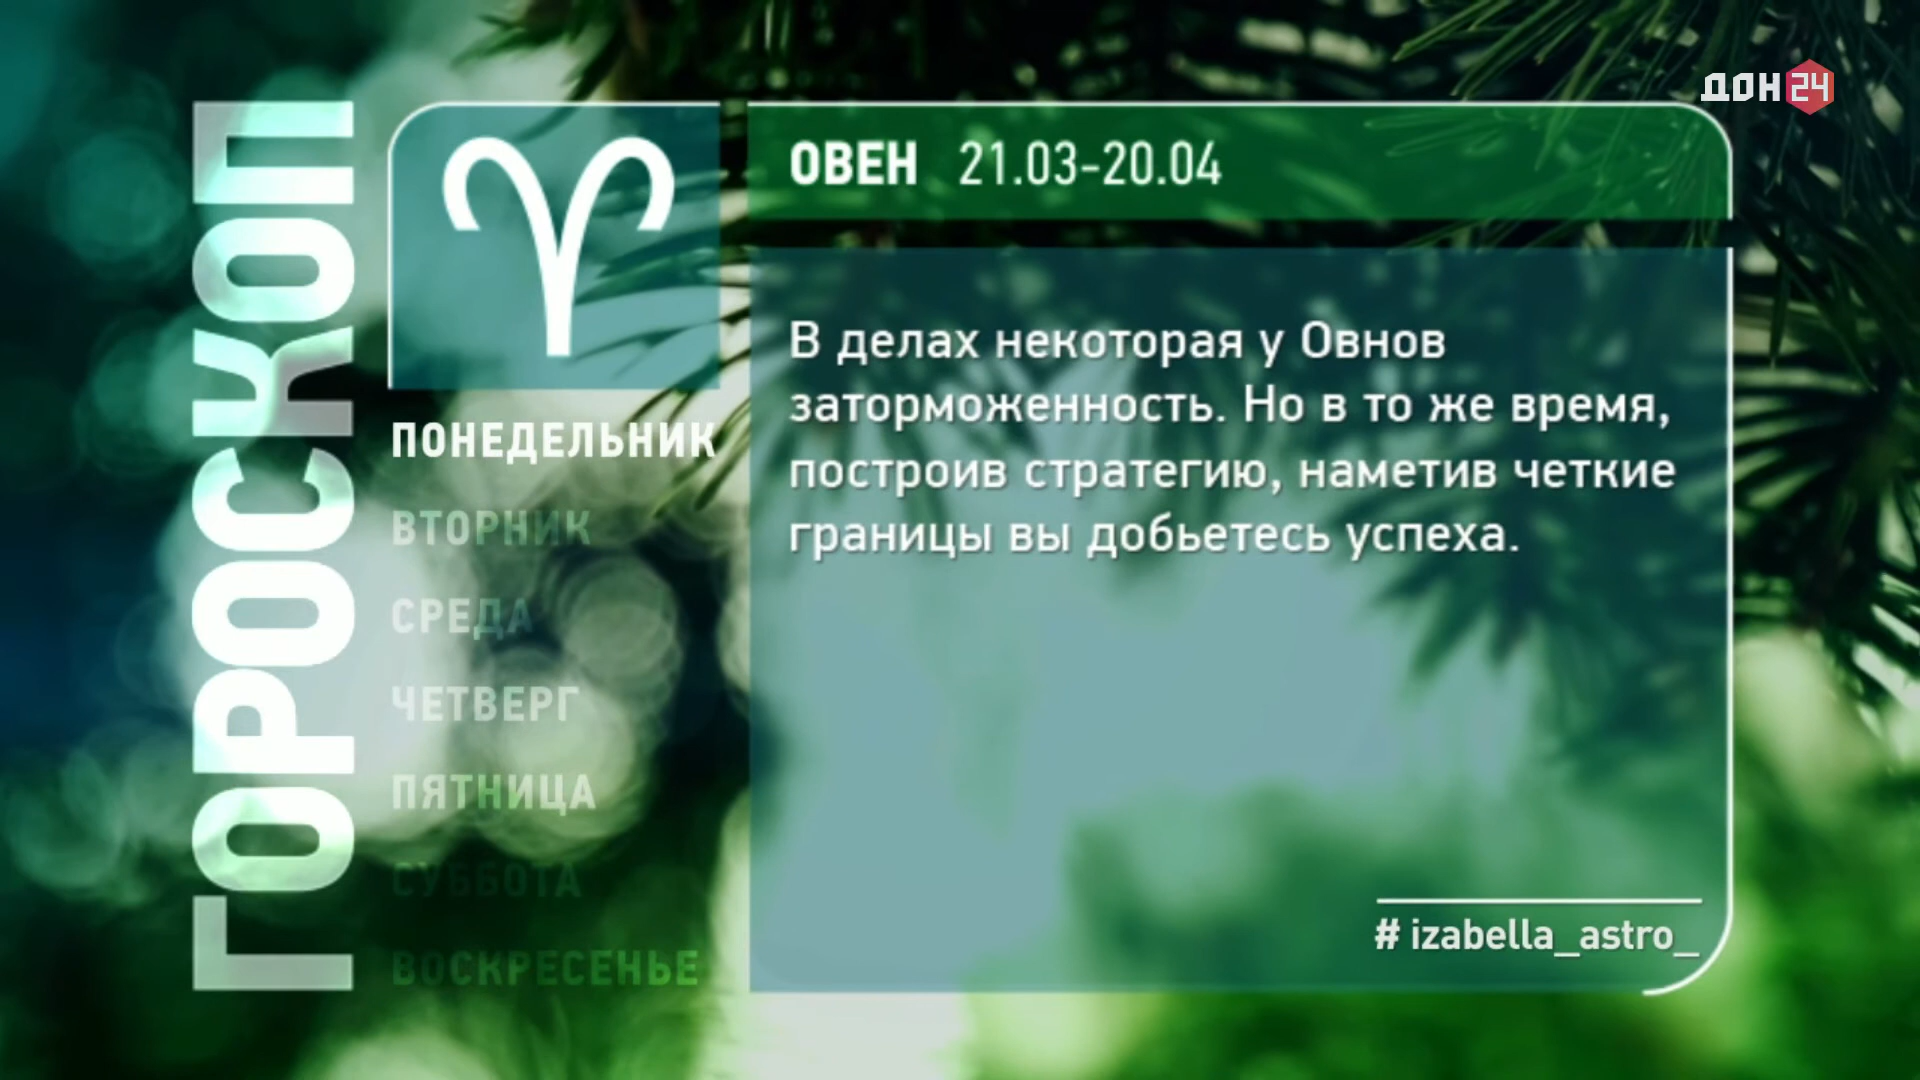 ДОН24
ГОРОСКОП
ОВЕН 21.03-20.04
ПОНЕДЕЛЬНИК
ВТОРНИК
СРЕДА
ЧЕТВЕРГ
ПЯТНИЦА
СУББОТА
ВОСКРЕСЕНЬЕ
В делах некоторая у Овнов
заторможенность. Но в то же время,
построив стратегию, наметив четкие
границы вы добьетесь успеха.
# izabella_astro_